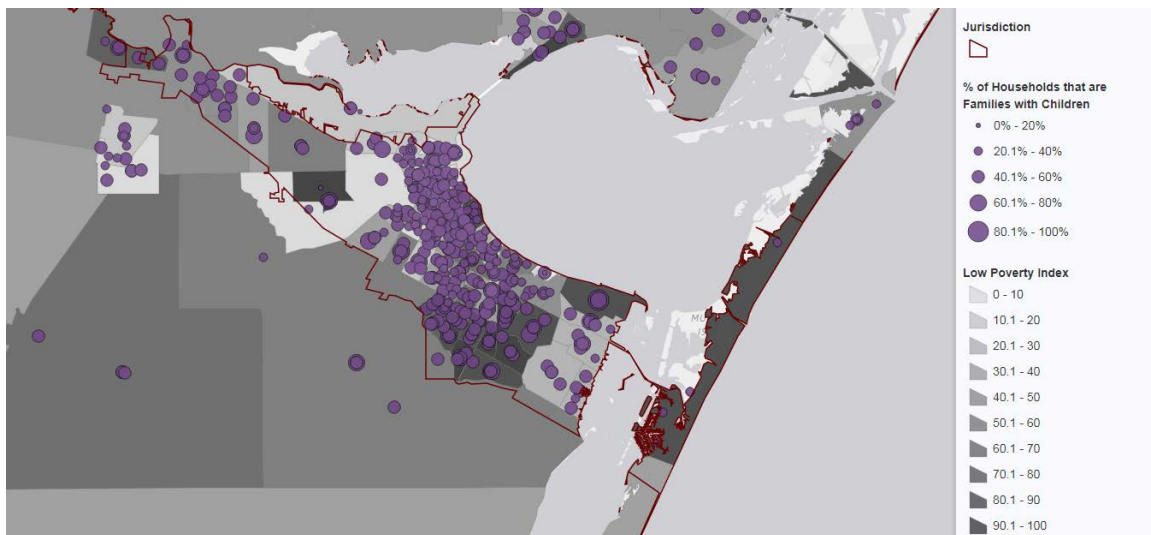 Jurisdiction
% of Households that are
Families with Children
0% - 20%
20.1% - 40%
40.1% - 60%
60.1% - 80%
80.1% - 100%
Low Poverty Index
0 - 10
10.1 - 20
20.1 - 30
30.1 - 40
40.1 - 50
50.1 - 60
60.1 - 70
70.1 - 80
80.1 - 90
90.1 - 100